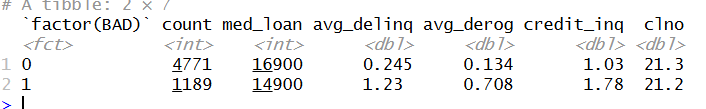 # A tibble: 2 × 7
`factor(BAD)` count med_loan avg_delinq avg_derog credit_inq clno
<fct> <int> <int> <dbl> <dbl> <dbl> <dbl>
1 0 4771 16900 0.245 0.134 1.03 21.3
2 1 1189 14900 1.23 0.708 1.78 21.2
>